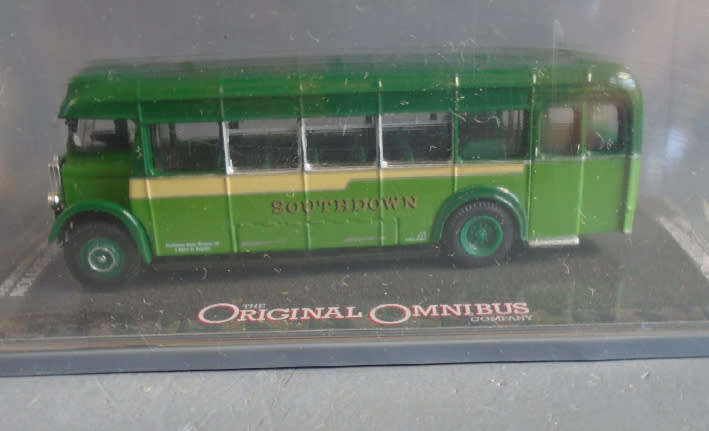 SOUTHDOWN
THE
ORIGINAL OMNIBUS
COMPANY